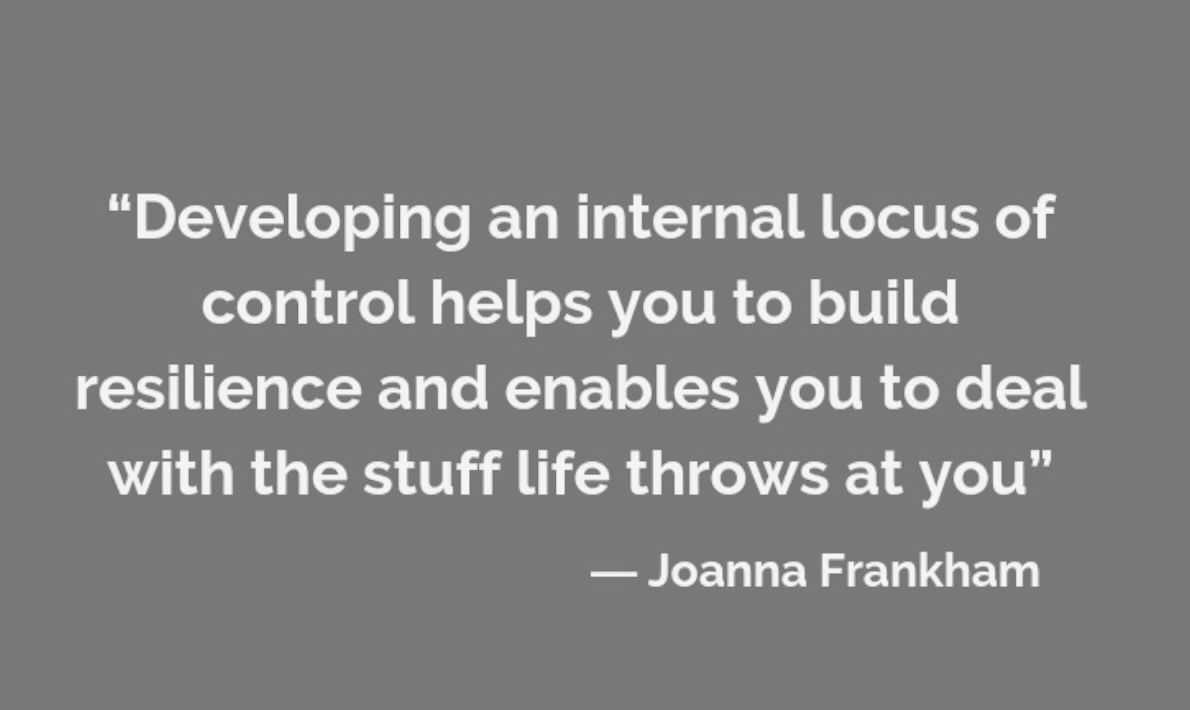 “Developing an internal locus of
control helps you to build
resilience and enables you to deal
with the stuff life throws at you”
— Joanna Frankham